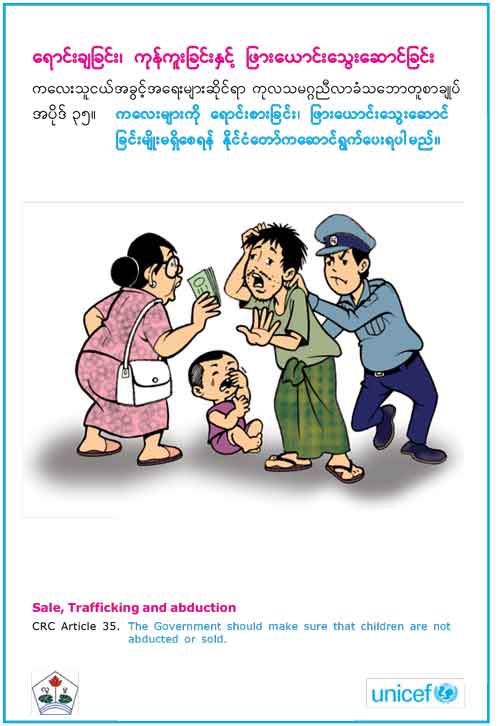 ရောင်းချခြင်း၊ ကုန်ကူးခြင်းနှင့် ဖြားယောင်းသွေးဆောင်ခြင်း
ကလေးသူငယ်အခွင့်အရေးများဆိုင်ရာ ကုလသမဂ္ဂညီလာခံသဘောတူစာချုပ်
အပိုဒ် ၃၅။ ကလေးများကို ရောင်းစားခြင်း၊ ဖြားယောင်းသွေးဆောင်
ခြင်းမျိုးမရှိစေရန် နိုင်ငံတော်ကဆောင်ရွက်ပေးရပါမည်။
Sale, Trafficking and abduction
CRC Article 35. The Government should make sure that children are not
abducted or sold.
unicef